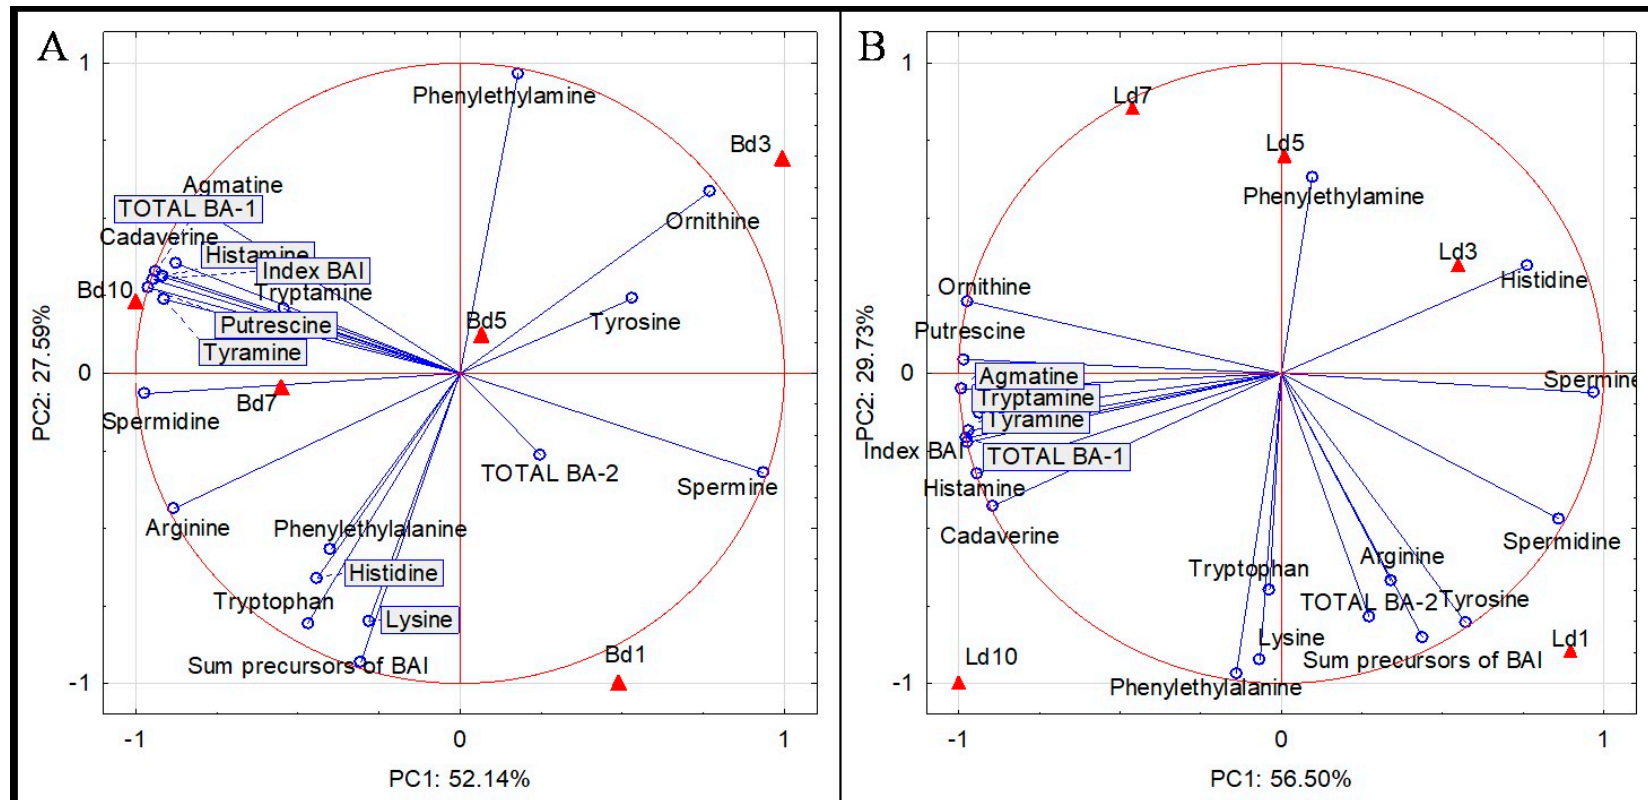 A
1
Phenylethylamine
Bd3
Agmatine
TOTAL BA-1
Ornithine
Cadaverine
Histamine
Index BAI
Bd10
Tryptamine
Putrescine
Bd5
Tyrosine
Tyramine
0
Bd7
Spermidine
TOTAL BA-2
Spermine
Arginine
Phenylethylalanine
Histidine
Tryptophan
Lysine
Sum precursors of BAI
Bd1
-1
-1 0 1
PC1: 52.14%
PC2: 27.59%
B
1
Ld7
Ld5
Phenylethylamine
Ld3
Histidine
Ornithine
Putrescine
0
Agmatine
Spermine
Tryptamine
Tyramine
Index BAI
TOTAL BA-1
Histamine
Cadaverine
Spermidine
Arginine
Tryptophan
TOTAL BA-2
Tyrosine
Lysine
Ld1
Sum precursors of BAI
Ld10
Phenylethylalanine
-1
-1 0 1
PC1: 56.50%
PC2: 29.73%